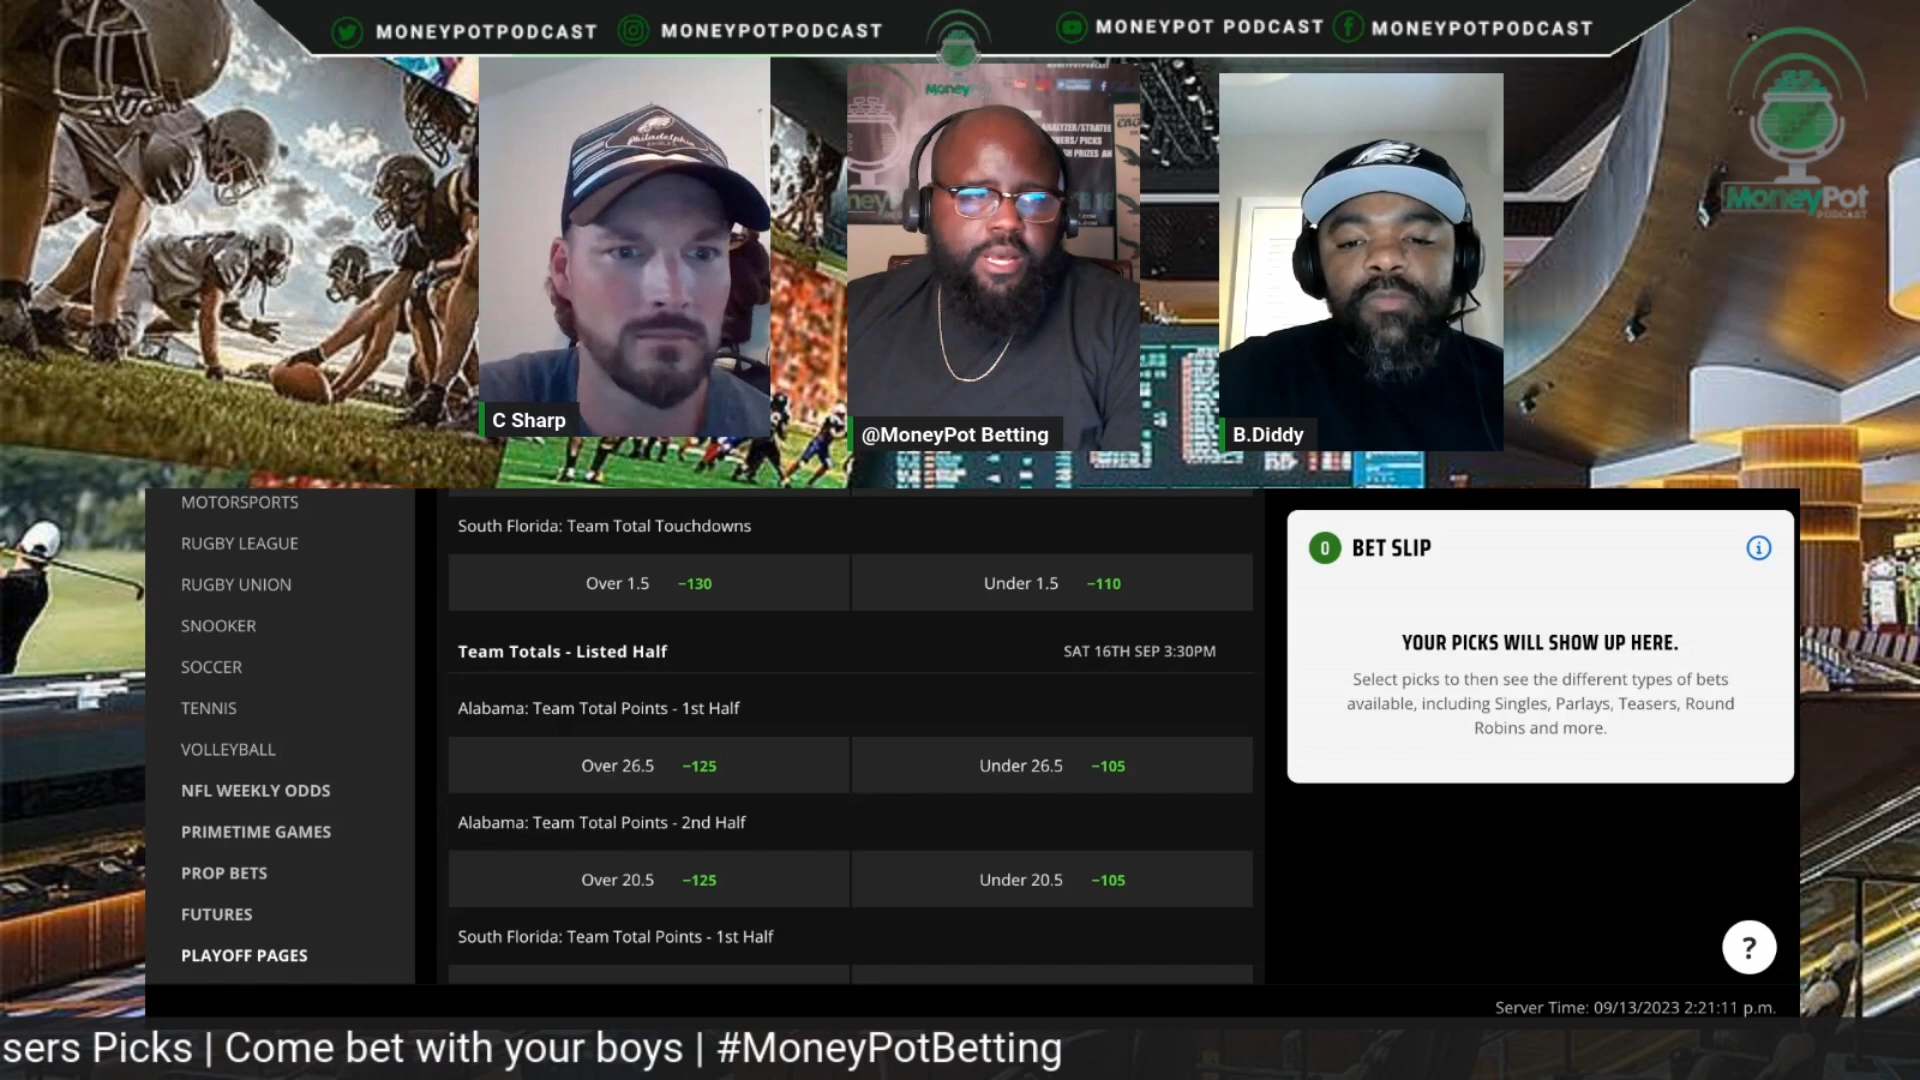 MONEYPOTPODCAST
MONEYPOTPODCAST
MONEYPOT PODCAST
MONEYPOTPODCAST
MoneyPot
PODCAST
philadelphia
C Sharp
@MoneyPot Betting
B.Diddy
MOTORSPORTS
RUGBY LEAGUE
RUGBY UNION
SNOOKER
SOCCER
TENNIS
VOLLEYBALL
NFL WEEKLY ODDS
PRIMETIME GAMES
PROP BETS
FUTURES
PLAYOFF PAGES
South Florida: Team Total Touchdowns
Over 1.5 −130 Under 1.5 −110
Team Totals - Listed Half SAT 16TH SEP 3:30PM
Alabama: Team Total Points - 1st Half
Over 26.5 −125 Under 26.5 −105
Alabama: Team Total Points - 2nd Half
Over 20.5 −125 Under 20.5 −105
South Florida: Team Total Points - 1st Half
0 BET SLIP
YOUR PICKS WILL SHOW UP HERE.
Select picks to then see the different types of bets
available, including Singles, Parlays, Teasers, Round
Robins and more.
?
Server Time: 09/13/2023 2:21:11 p.m.
sers Picks | Come bet with your boys | #MoneyPotBetting